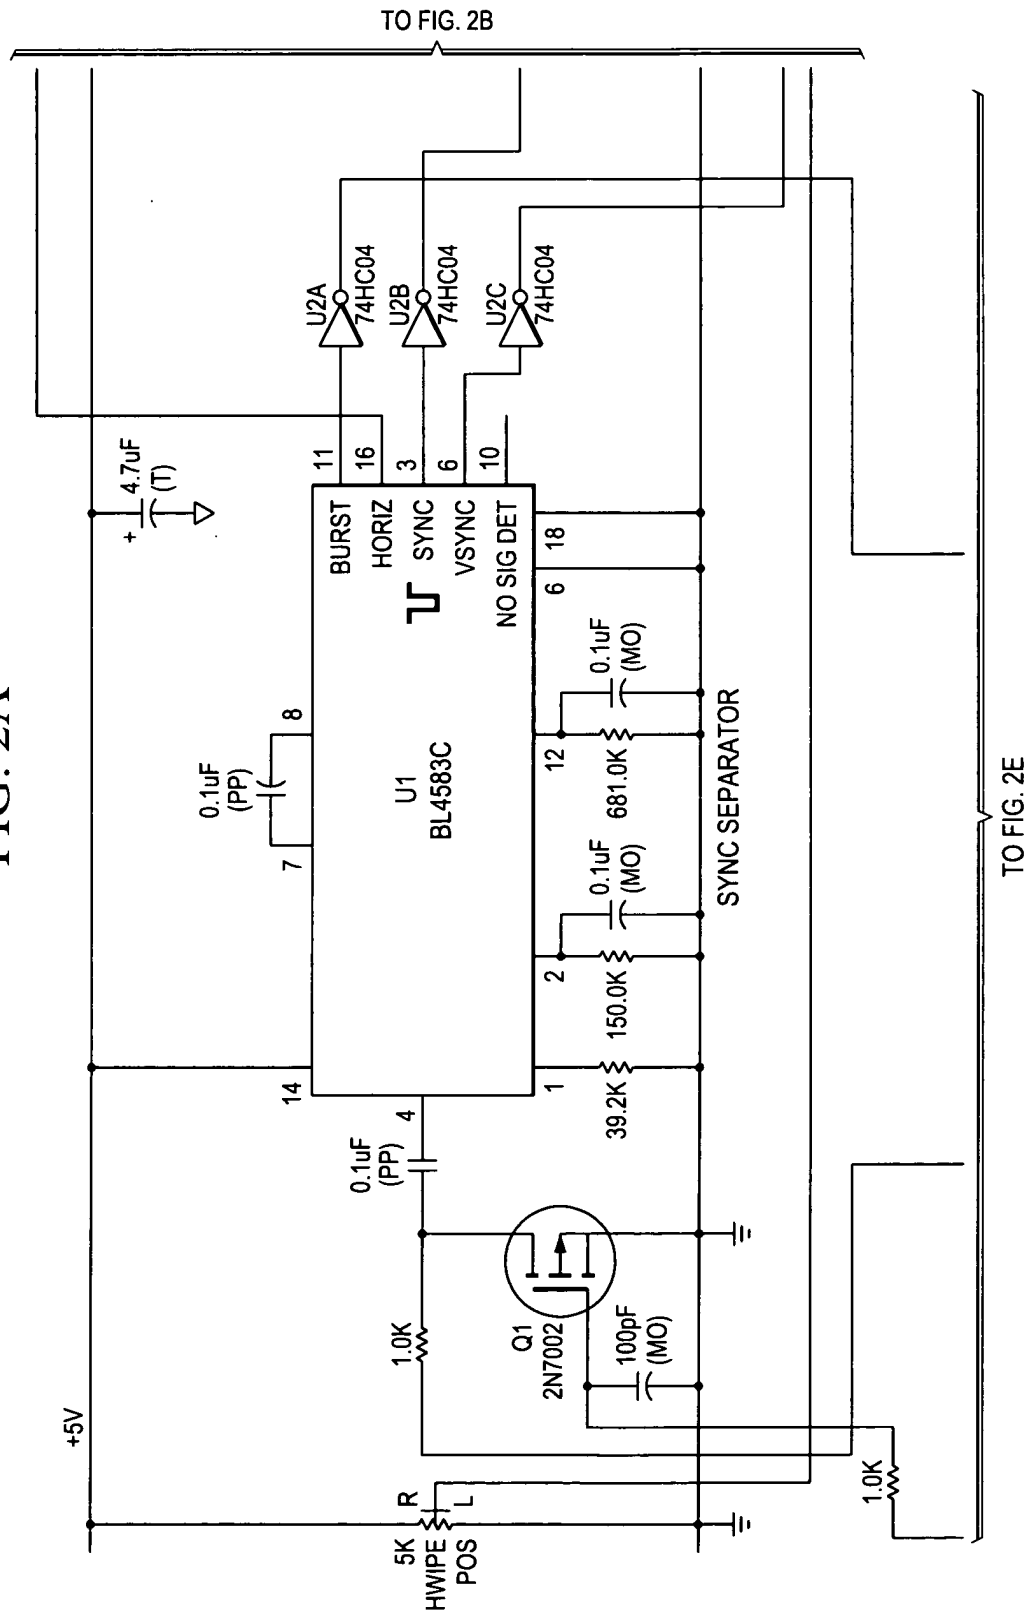 TO FIG. 2B
FIG. 2A
+5V
4.7uF
(T)
+
U2A
74HC04
U2B
74HC04
U2C
74HC04
11
16
3
6
10
BURST
HORIZ
SYNC
VSYNC
NO SIG DET
18
6
8
0.1uF
(PP)
7
U1
BL4583C
0.1uF
(MO)
12
681.0K
0.1uF
(MO)
2
150.0K
1
39.2K
SYNC SEPARATOR
14
4
0.1uF
(PP)
1.0K
Q1
2N7002
100pF
(MO)
R
L
5K
HWIPE
POS
1.0K
TO FIG. 2E